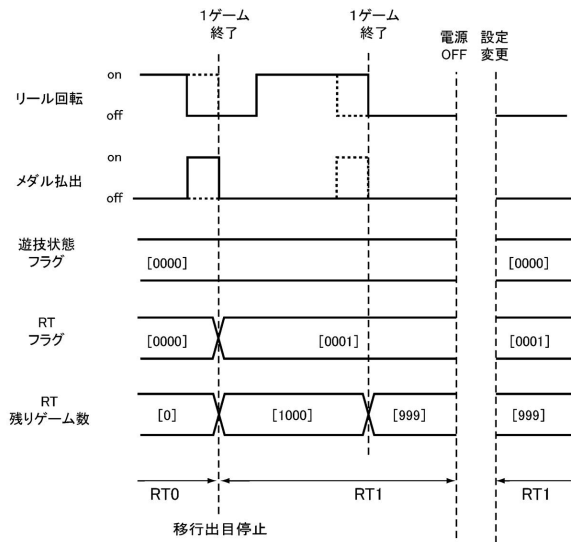 1ゲーム
終了
1ゲーム
終了
電源
OFF
設定
変更
リール回転
on
off
メダル払出
on
off
遊技状態
フラグ
[0000]
[0000]
RT
フラグ
[0000]
[0001]
[0001]
RT
残りゲーム数
[0]
[1000]
[999]
[999]
RT0
RT1
RT1
移行出目停止